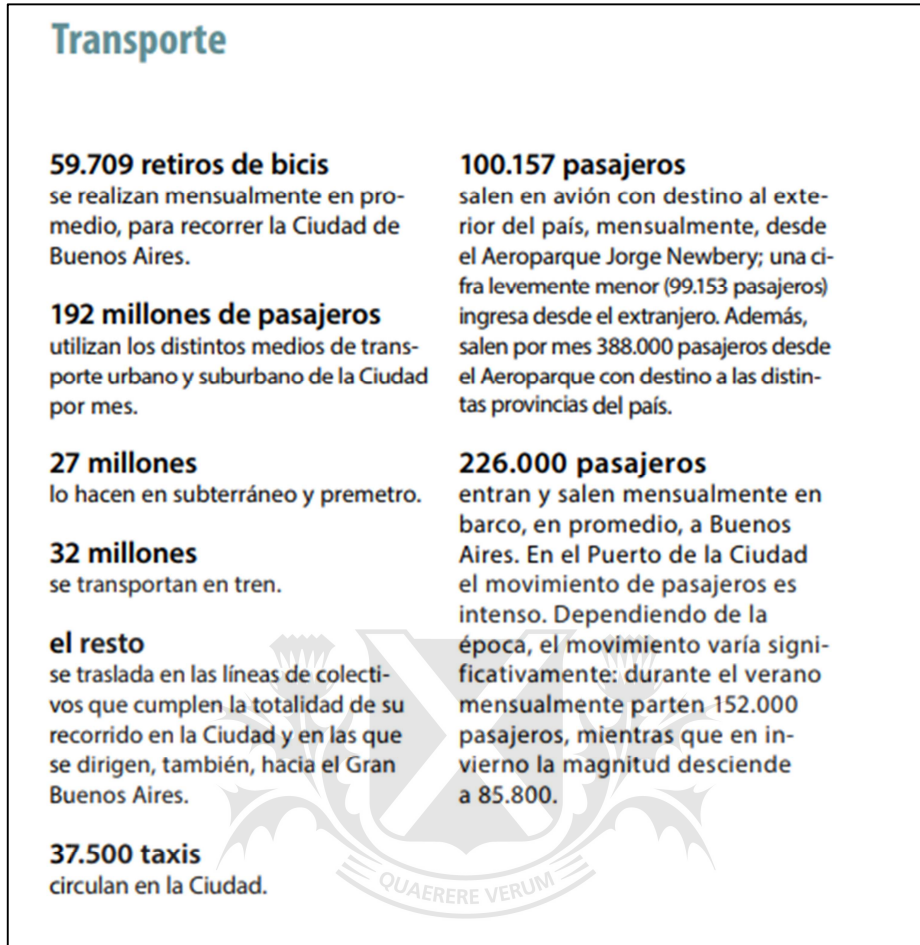 Transporte
59.709 retiros de bicis
se realizan mensualmente en pro-
medio, para recorrer la Ciudad de
Buenos Aires.
192 millones de pasajeros
utilizan los distintos medios de trans-
porte urbano y suburbano de la Ciudad
por mes.
27 millones
lo hacen en subterráneo y premetro.
32 millones
se transportan en tren.
el resto
se traslada en las líneas de colecti-
vos que cumplen la totalidad de su
recorrido en la Ciudad y en las que
se dirigen, también, hacia el Gran
Buenos Aires.
37.500 taxis
circulan en la Ciudad.
100.157 pasajeros
salen en avión con destino al exte-
rior del país, mensualmente, desde
el Aeroparque Jorge Newbery; una ci-
fra levemente menor (99.153 pasajeros)
ingresa desde el extranjero. Además,
salen por mes 388.000 pasajeros desde
el Aeroparque con destino a las distin-
tas provincias del país.
226.000 pasajeros
entran y salen mensualmente en
barco, en promedio, a Buenos
Aires. En el Puerto de la Ciudad
el movimiento de pasajeros es
intenso. Dependiendo de la
época, el movimiento varía signi-
ficativamente: durante el verano
mensualmente parten 152.000
pasajeros, mientras que en in-
vierno la magnitud desciende
a 85.800.
QUAERERE VERUM